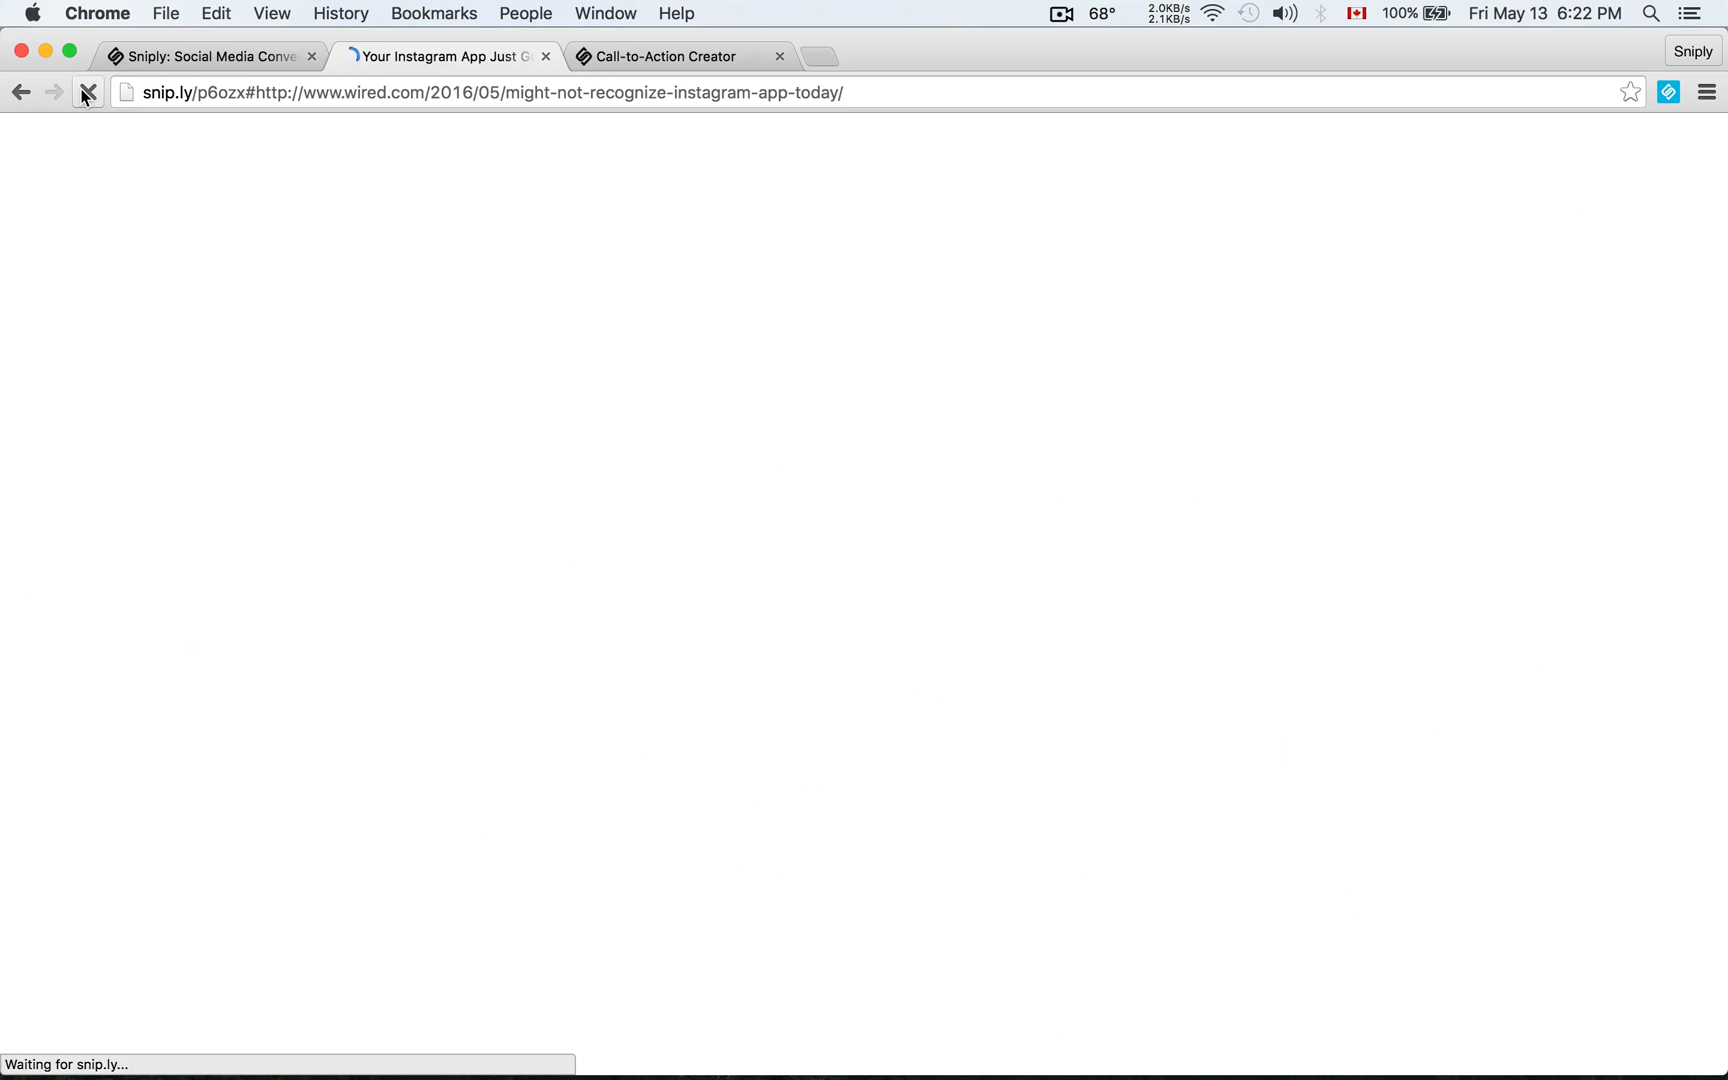 Chrome File Edit View History Bookmarks People Window Help 68° 2.0KB/s 2.1KB/s 100% Fri May 13 6:22 PM
Sniply: Social Media Conve Your Instagram App Just G Call-to-Action Creator Sniply
snip.ly/p6ozx#http://www.wired.com/2016/05/might-not-recognize-instagram-app-today/
Waiting for snip.ly...